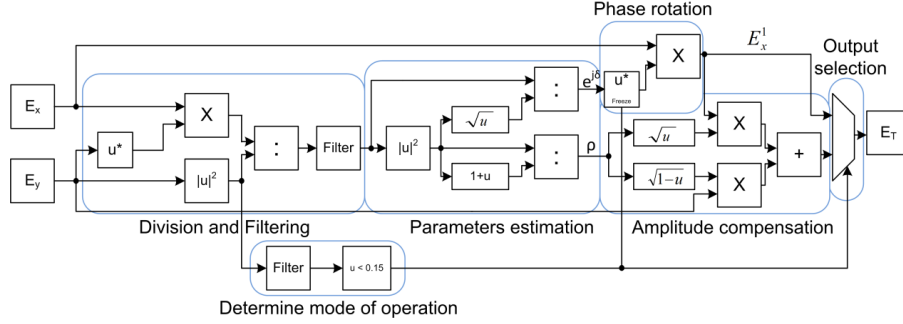 Phase rotation
E_x^1
Output
selection
E_x
X
u*
|u|²
:
Filter
|u|²
√u
1+u
:
:
e^{jδ}
ρ
u*
Freeze
X
√u
√1−u
X
X
+
E_T
E_y
Division and Filtering
Parameters estimation
Amplitude compensation
Filter
u < 0.15
Determine mode of operation